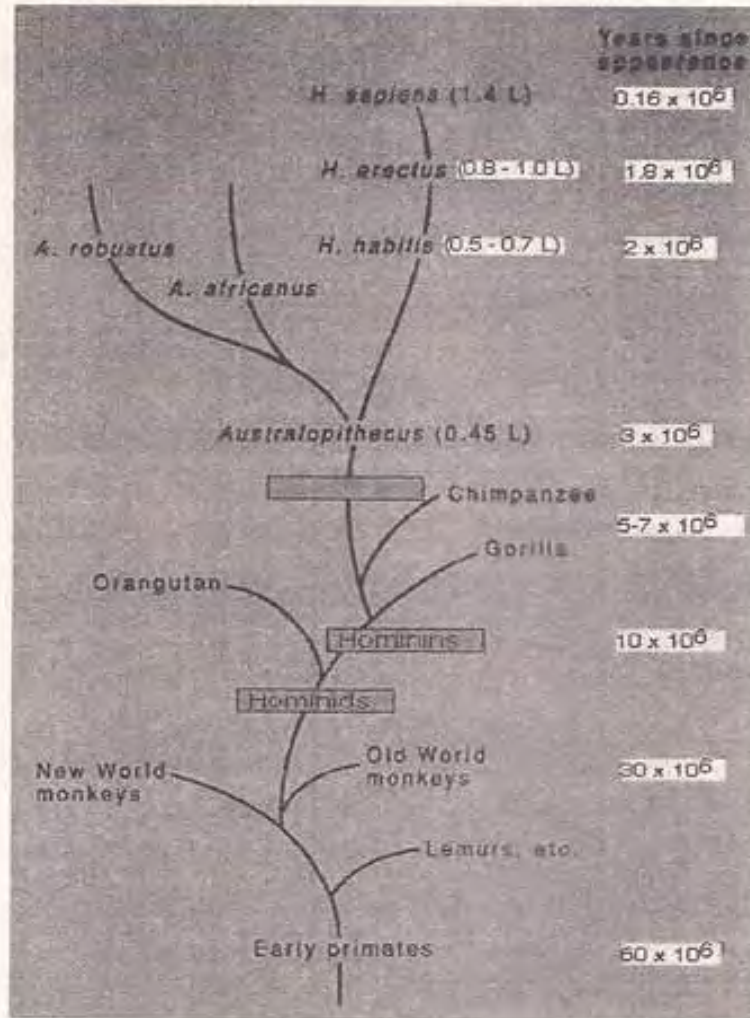 Years since
appearance
H. sapiens (1.4 L)
0.16 x 10⁶
H. erectus (0.8 - 1.0 L)
1.8 x 10⁶
A. robustus
H. habilis (0.5 - 0.7 L)
2 x 10⁶
A. africanus
Australopithecus (0.45 L)
3 x 10⁶
Chimpanzee
5-7 x 10⁶
Gorilla
Orangutan
Hominins
10 x 10⁶
Hominids
New World
monkeys
Old World
monkeys
30 x 10⁶
Lemurs, etc.
Early primates
60 x 10⁶